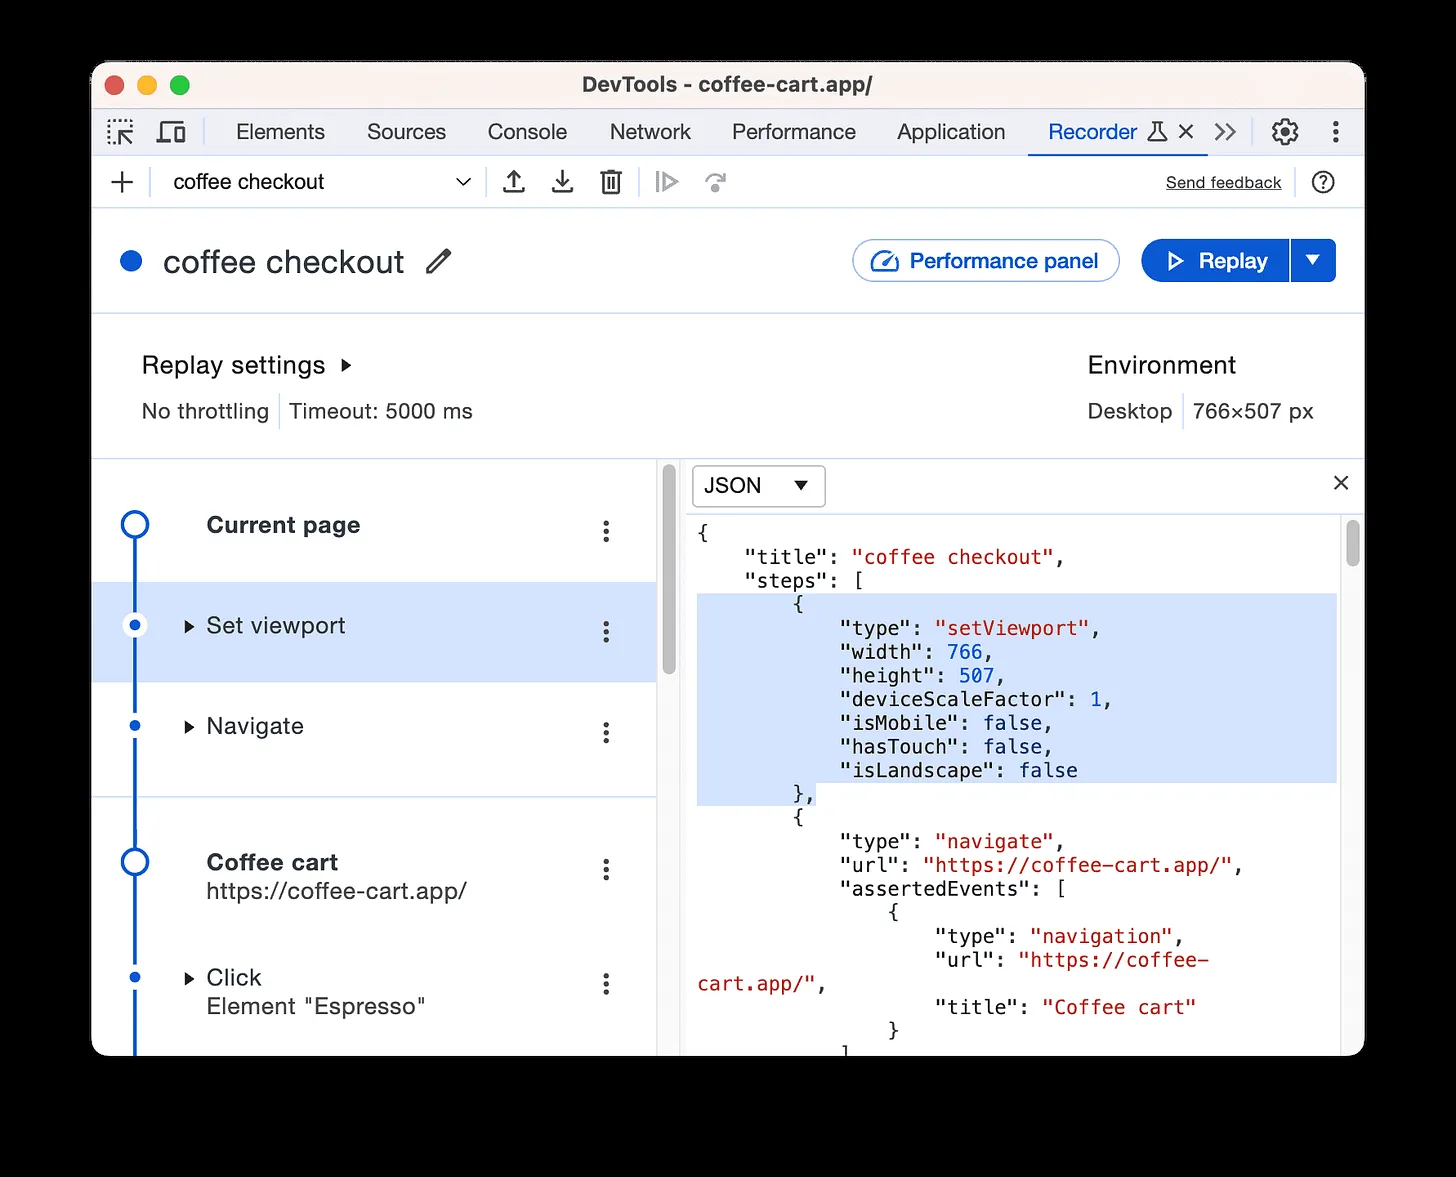 DevTools - coffee-cart.app/
Elements Sources Console Network Performance Application Recorder
coffee checkout Send feedback
coffee checkout Performance panel Replay
Replay settings Environment
No throttling Timeout: 5000 ms Desktop 766×507 px
Current page
Set viewport
Navigate
Coffee cart
https://coffee-cart.app/
Click
Element "Espresso"
JSON
{
"title": "coffee checkout",
"steps": [
{
"type": "setViewport",
"width": 766,
"height": 507,
"deviceScaleFactor": 1,
"isMobile": false,
"hasTouch": false,
"isLandscape": false
},
{
"type": "navigate",
"url": "https://coffee-cart.app/",
"assertedEvents": [
{
"type": "navigation",
"url": "https://coffee-
cart.app/",
"title": "Coffee cart"
}
]